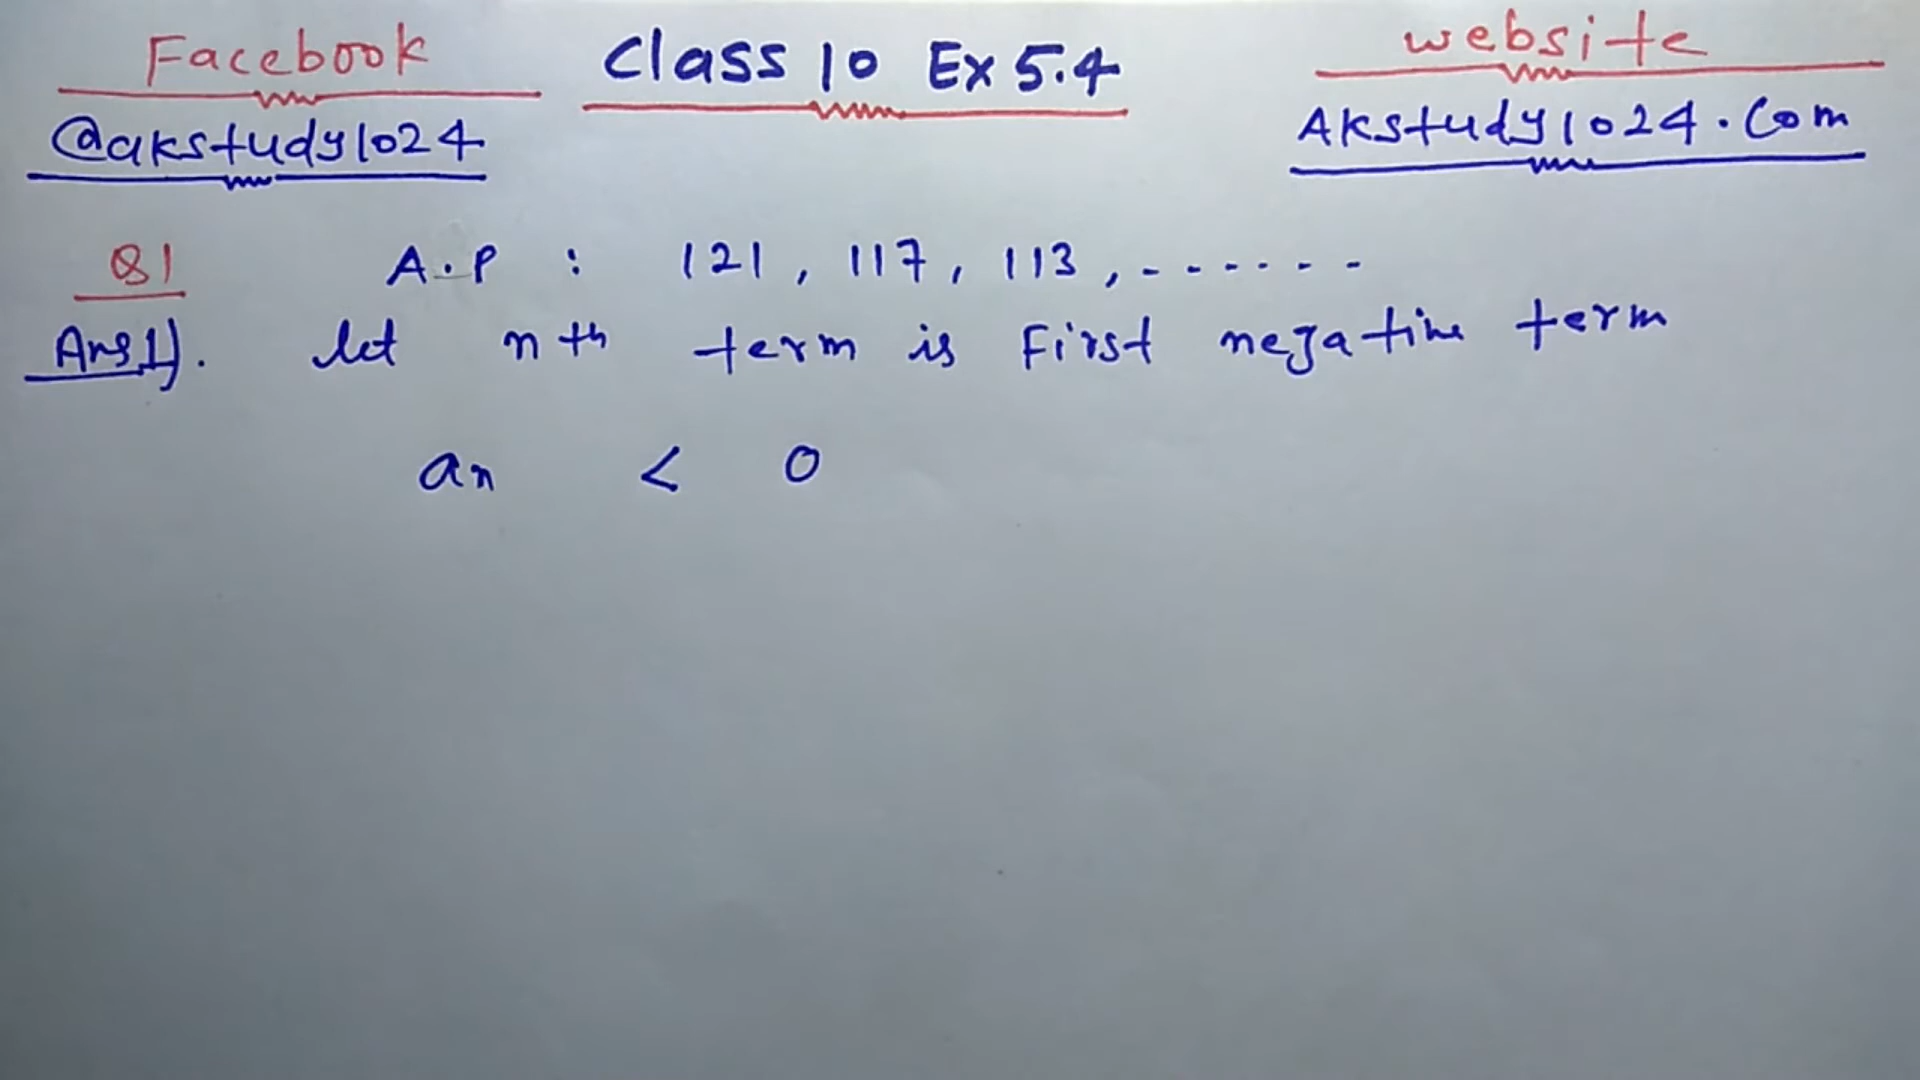 Facebook
@akstudy1024
Class 10 Ex 5.4
website
AKstudy1024.com
Q1 A.P : 121, 117, 113, - - - - - -
Ans1). let nth term is First negative term
an < 0